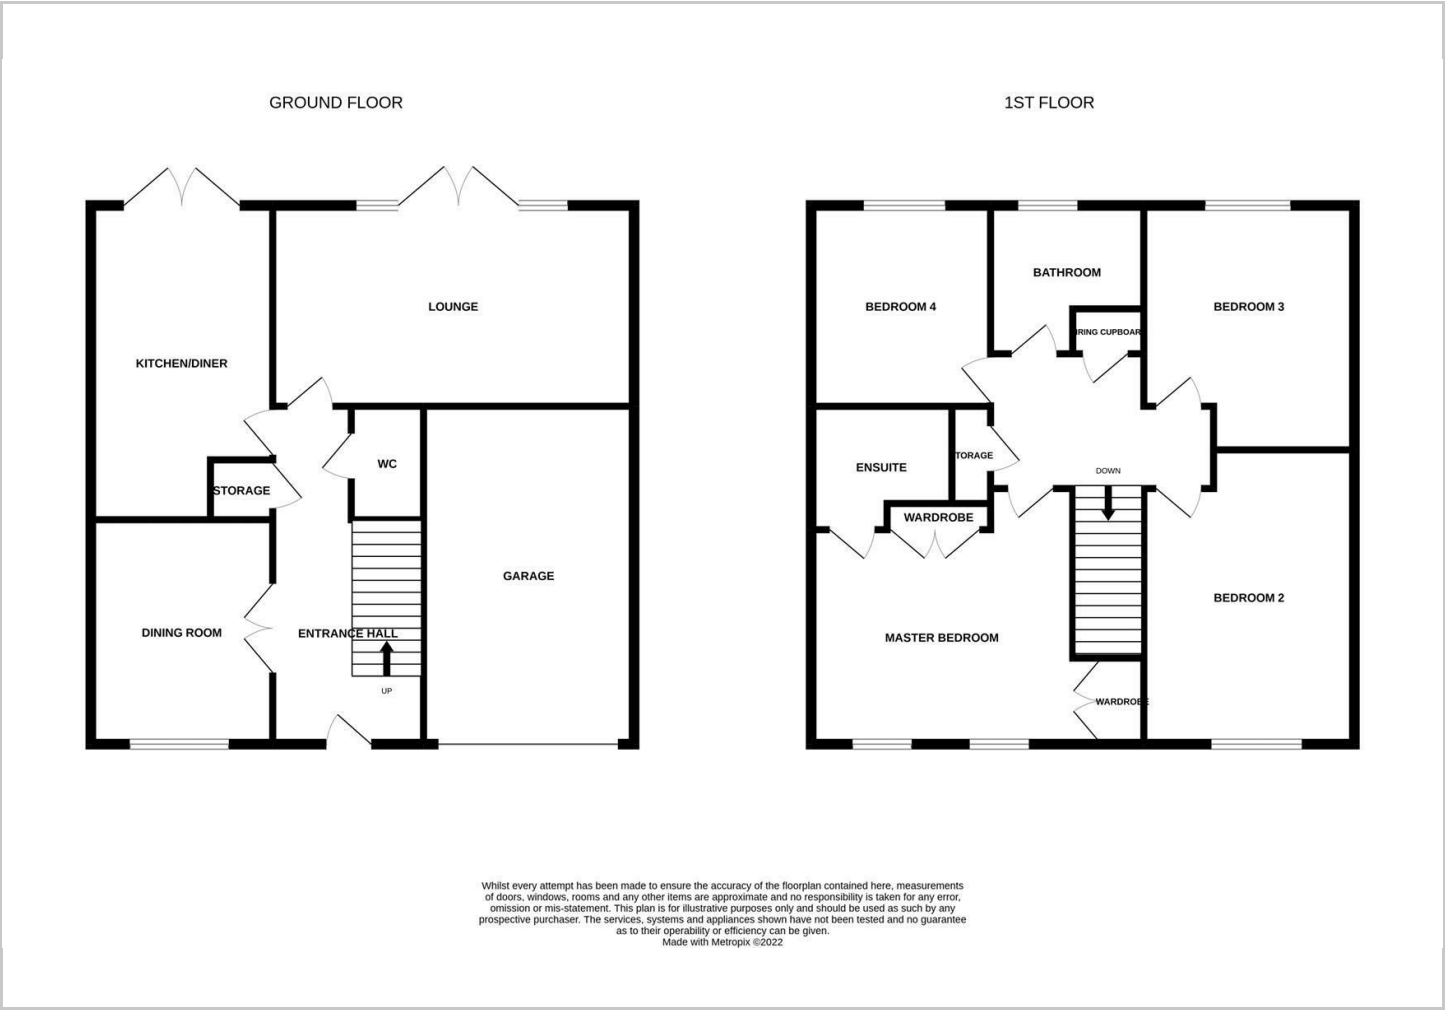 GROUND FLOOR
1ST FLOOR
LOUNGE
KITCHEN/DINER
WC
STORAGE
GARAGE
DINING ROOM
ENTRANCE HALL
UP
BATHROOM
BEDROOM 4
BEDROOM 3
IRING CUPBOAR
ENSUITE
TORAGE
DOWN
WARDROBE
BEDROOM 2
MASTER BEDROOM
WARDROBE
Whilst every attempt has been made to ensure the accuracy of the floorplan contained here, measurements
of doors, windows, rooms and any other items are approximate and no responsibility is taken for any error,
omission or mis-statement. This plan is for illustrative purposes only and should be used as such by any
prospective purchaser. The services, systems and appliances shown have not been tested and no guarantee
as to their operability or efficiency can be given.
Made with Metropix ©2022